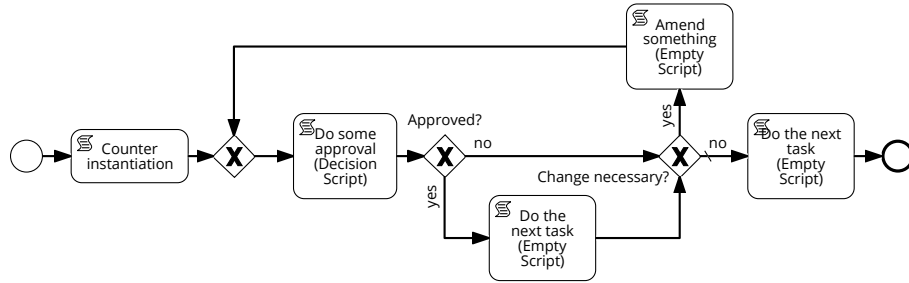 Amend
something
(Empty
Script)
Counter
instantiation
Do some
approval
(Decision
Script)
Approved?
no
yes
Do the
next task
(Empty
Script)
Change necessary?
yes
no
Do the next
task
(Empty
Script)